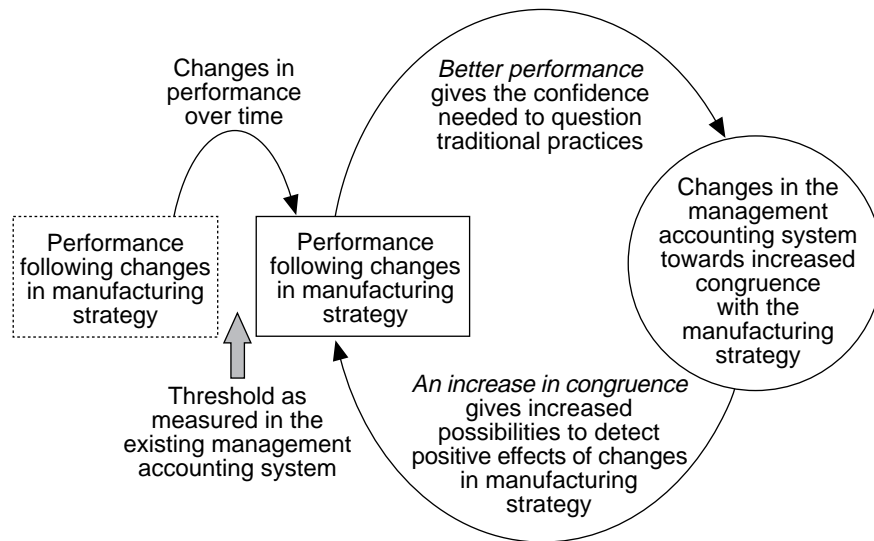 Changes in
performance
over time
Better performance
gives the confidence
needed to question
traditional practices
Performance
following changes
in manufacturing
strategy
Performance
following changes
in manufacturing
strategy
Changes in the
management
accounting system
towards increased
congruence
with the
manufacturing
strategy
Threshold as
measured in the
existing management
accounting system
An increase in congruence
gives increased
possibilities to detect
positive effects of changes
in manufacturing
strategy